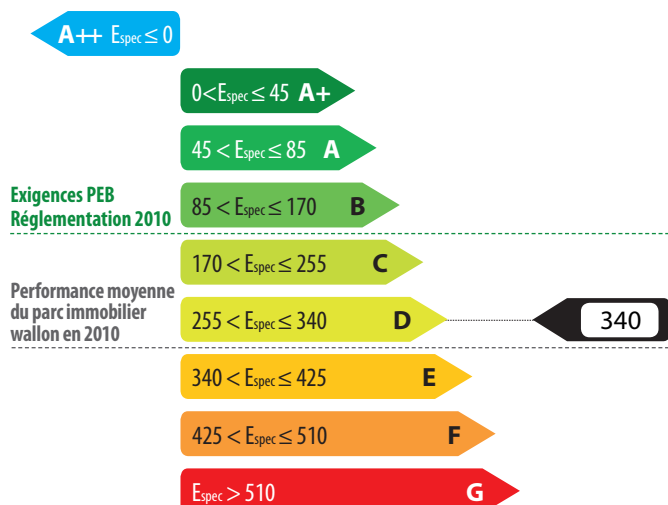 A++ Espec ≤ 0
0<Espec ≤ 45 A+
45 < Espec ≤ 85 A
Exigences PEB
Réglementation 2010
85 < Espec ≤ 170 B
170 < Espec ≤ 255 C
Performance moyenne
du parc immobilier
wallon en 2010
255 < Espec ≤ 340 D
340
340 < Espec ≤ 425 E
425 < Espec ≤ 510 F
Espec > 510 G